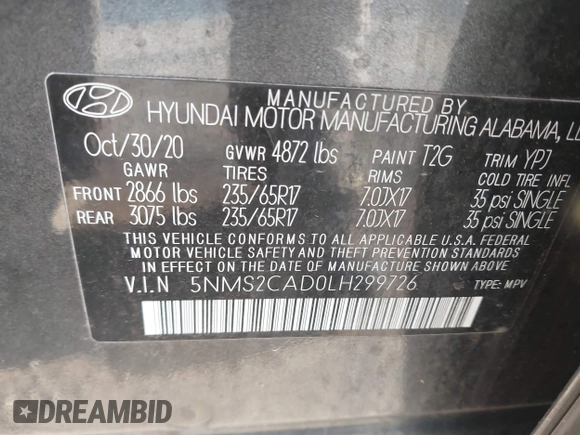 MANUFACTURED BY
HYUNDAI MOTOR MANUFACTURING ALABAMA, LL
Oct/30/20 GVWR 4872 lbs PAINT T2G TRIM YPJ
GAWR TIRES RIMS COLD TIRE INFL
FRONT 2866 lbs 235/65R17 7.0JX17 35 psi SINGLE
REAR 3075 lbs 235/65R17 7.0JX17 35 psi SINGLE
THIS VEHICLE CONFORMS TO ALL APPLICABLE U.S.A. FEDERAL
MOTOR VEHICLE SAFETY AND THEFT PREVENTION STANDARDS
IN EFFECT ON THE DATE OF MANUFACTURE SHOWN ABOVE.
V.I.N 5NMS2CAD0LH299726 TYPE: MPV
DREAMBID